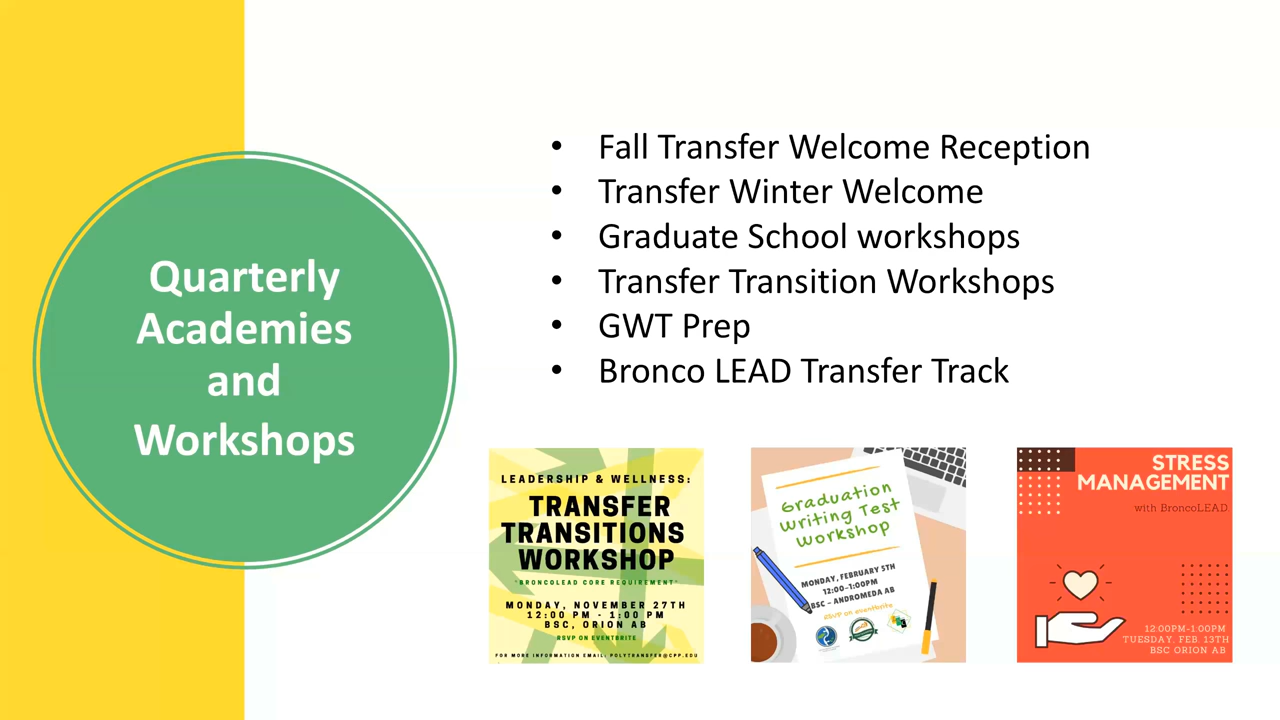 Quarterly
Academies
and
Workshops
• Fall Transfer Welcome Reception
• Transfer Winter Welcome
• Graduate School workshops
• Transfer Transition Workshops
• GWT Prep
• Bronco LEAD Transfer Track
LEADERSHIP & WELLNESS:
TRANSFER
TRANSITIONS
WORKSHOP
"BRONCOLEAD CORE REQUIREMENT"
MONDAY, NOVEMBER 27TH
12:00 PM - 1:00 PM
BSC, ORION AB
RSVP ON EVENTBRITE
FOR MORE INFORMATION EMAIL: POLYTRANSFER@CPP.EDU
Graduation
Writing Test
Workshop
MONDAY, FEBRUARY 5TH
12:00-1:00PM
BSC - ANDROMEDA AB
RSVP on eventbrite
STRESS
MANAGEMENT
with BroncoLEAD
12:00PM-1:00PM
TUESDAY, FEB. 13TH
BSC ORION AB